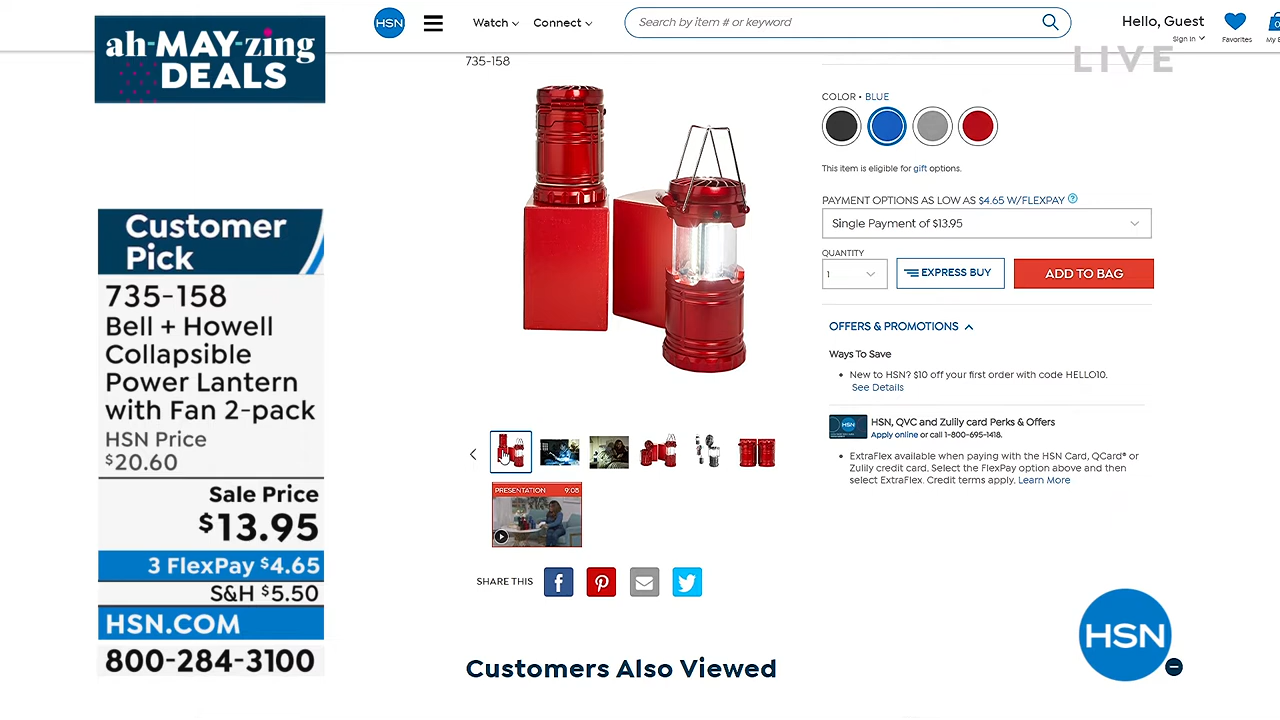 ah-MAY-zing
DEALS
HSN
Watch
Connect
Search by item # or keyword
Hello, Guest
Sign In
Favorites
0
LIVE
735-158
COLOR • BLUE
This item is eligible for gift options.
PAYMENT OPTIONS AS LOW AS $4.65 W/FLEXPAY ?
Single Payment of $13.95
QUANTITY
1
EXPRESS BUY
ADD TO BAG
OFFERS & PROMOTIONS
Ways To Save
• New to HSN? $10 off your first order with code HELLO10.
See Details
HSN
HSN, QVC and Zulily card Perks & Offers
Apply online or call 1-800-695-1418.
• ExtraFlex available when paying with the HSN Card, QCard® or
Zulily credit card. Select the FlexPay option above and then
select ExtraFlex. Credit terms apply. Learn More
PRESENTATION 9:05
SHARE THIS
Customers Also Viewed
Customer
Pick
735-158
Bell + Howell
Collapsible
Power Lantern
with Fan 2-pack
HSN Price
$20.60
Sale Price
$13.95
3 FlexPay $4.65
S&H $5.50
HSN.COM
800-284-3100
HSN